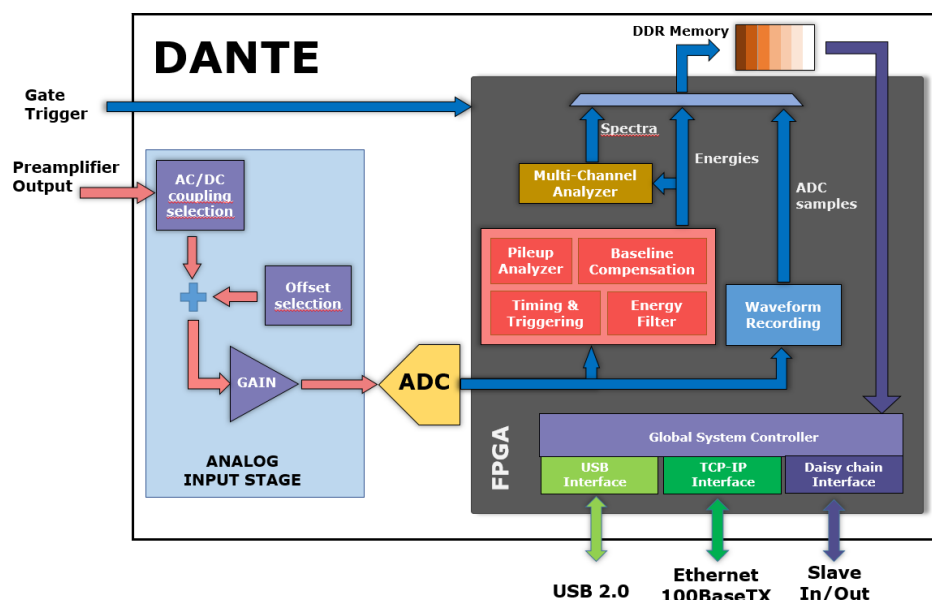 DANTE
DDR Memory
Gate
Trigger
Preamplifier
Output
AC/DC
coupling
selection
Offset
selection
GAIN
ADC
ANALOG
INPUT STAGE
Spectra
Energies
ADC
samples
Multi-Channel
Analyzer
Pileup
Analyzer
Baseline
Compensation
Timing &
Triggering
Energy
Filter
Waveform
Recording
FPGA
Global System Controller
USB
Interface
TCP-IP
Interface
Daisy chain
Interface
USB 2.0
Ethernet
100BaseTX
Slave
In/Out